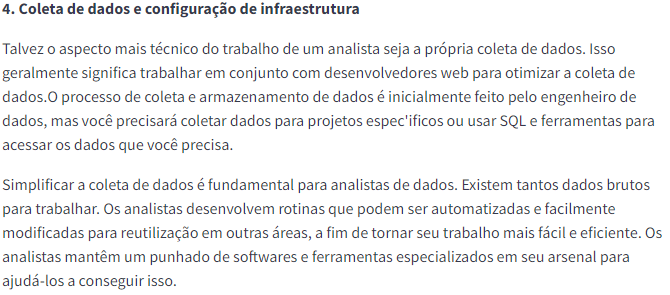 4. Coleta de dados e configuração de infraestrutura
Talvez o aspecto mais técnico do trabalho de um analista seja a própria coleta de dados. Isso
geralmente significa trabalhar em conjunto com desenvolvedores web para otimizar a coleta de
dados.O processo de coleta e armazenamento de dados é inicialmente feito pelo engenheiro de
dados, mas você precisará coletar dados para projetos espec'ificos ou usar SQL e ferramentas para
acessar os dados que você precisa.
Simplificar a coleta de dados é fundamental para analistas de dados. Existem tantos dados brutos
para trabalhar. Os analistas desenvolvem rotinas que podem ser automatizadas e facilmente
modificadas para reutilização em outras áreas, a fim de tornar seu trabalho mais fácil e eficiente. Os
analistas mantêm um punhado de softwares e ferramentas especializados em seu arsenal para
ajudá-los a conseguir isso.